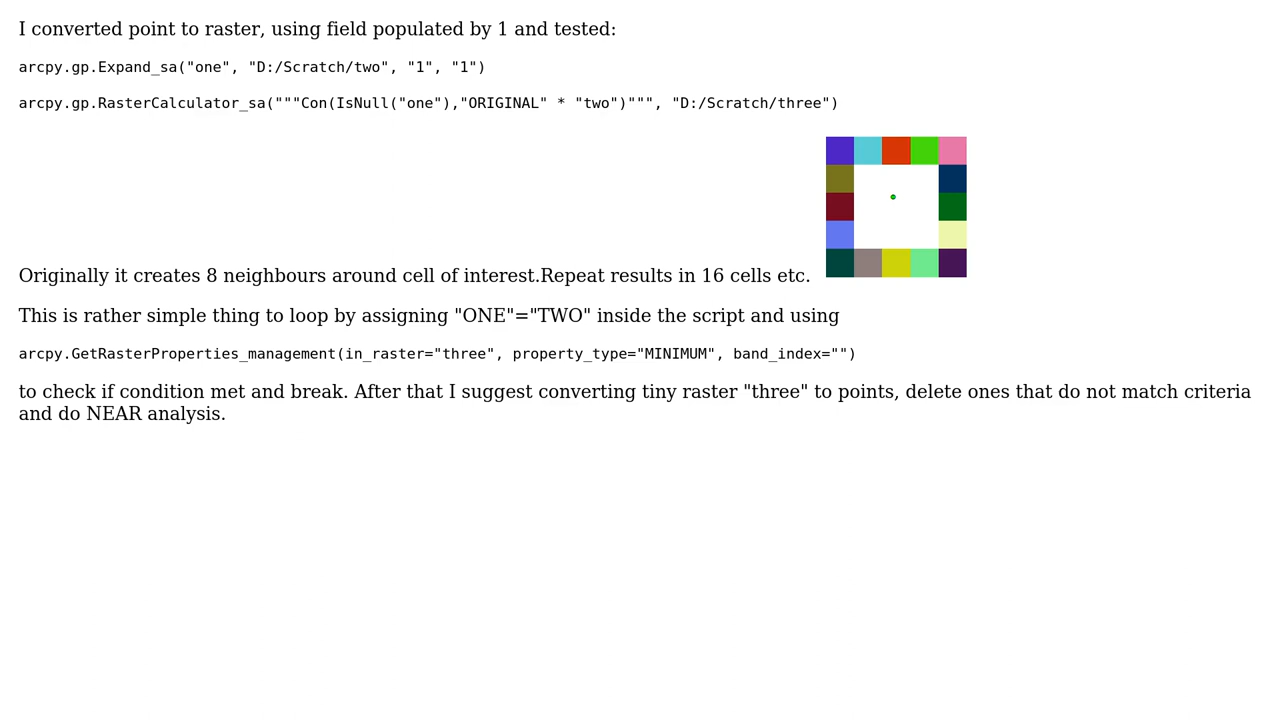 I converted point to raster, using field populated by 1 and tested:
arcpy.gp.Expand_sa("one", "D:/Scratch/two", "1", "1")
arcpy.gp.RasterCalculator_sa("""Con(IsNull("one"),"ORIGINAL" * "two")""", "D:/Scratch/three")
Originally it creates 8 neighbours around cell of interest.Repeat results in 16 cells etc.
This is rather simple thing to loop by assigning "ONE"="TWO" inside the script and using
arcpy.GetRasterProperties_management(in_raster="three", property_type="MINIMUM", band_index="")
to check if condition met and break. After that I suggest converting tiny raster "three" to points, delete ones that do not match criteria
and do NEAR analysis.